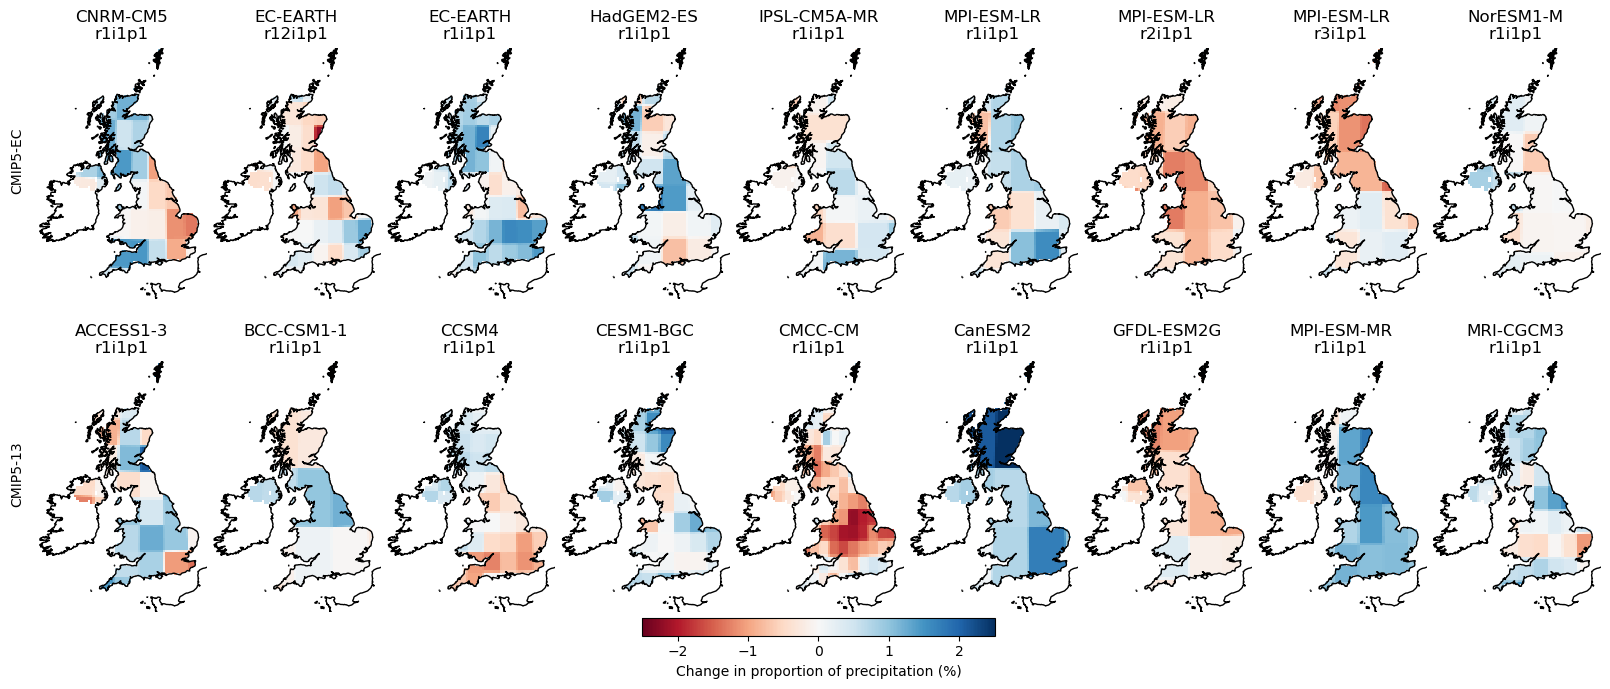 CNRM-CM5 EC-EARTH EC-EARTH HadGEM2-ES IPSL-CM5A-MR MPI-ESM-LR MPI-ESM-LR MPI-ESM-LR NorESM1-M
r1i1p1 r12i1p1 r1i1p1 r1i1p1 r1i1p1 r1i1p1 r2i1p1 r3i1p1 r1i1p1
CMIP5-EC
ACCESS1-3 BCC-CSM1-1 CCSM4 CESM1-BGC CMCC-CM CanESM2 GFDL-ESM2G MPI-ESM-MR MRI-CGCM3
r1i1p1 r1i1p1 r1i1p1 r1i1p1 r1i1p1 r1i1p1 r1i1p1 r1i1p1 r1i1p1
CMIP5-13
−2 −1 0 1 2
Change in proportion of precipitation (%)